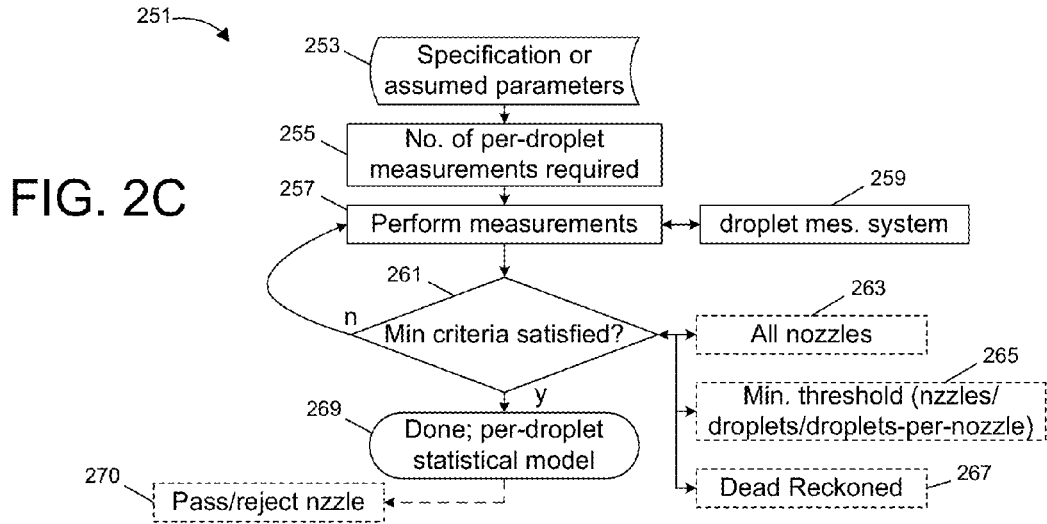 251
253
Specification or
assumed parameters
255
No. of per-droplet
measurements required
FIG. 2C
257
Perform measurements
259
droplet mes. system
261
n
Min criteria satisfied?
263
All nozzles
265
Min. threshold (nzzles/
droplets/droplets-per-nozzle)
y
269
Done; per-droplet
statistical model
267
Dead Reckoned
270
Pass/reject nzzle